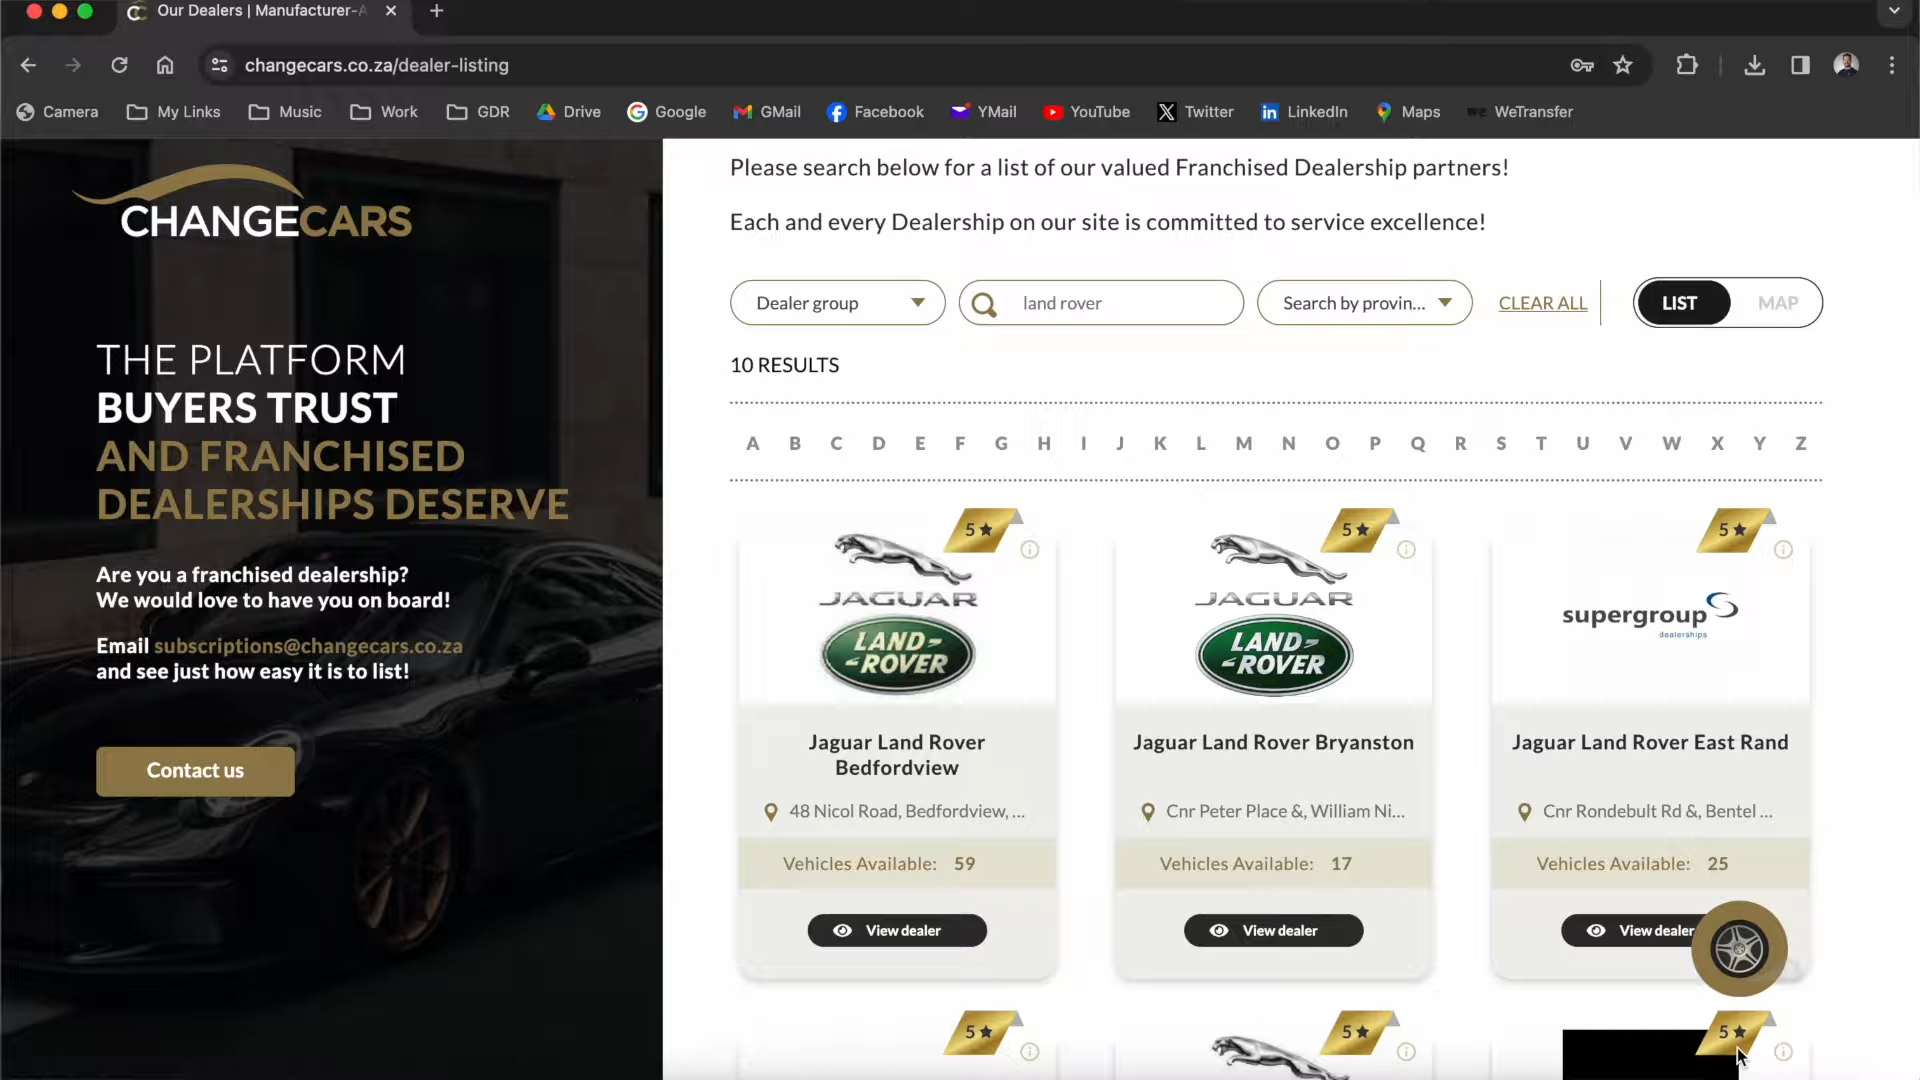 Our Dealers | Manufacturer-A
changecars.co.za/dealer-listing
Camera
My Links
Music
Work
GDR
Drive
Google
GMail
Facebook
YMail
YouTube
Twitter
LinkedIn
Maps
WeTransfer
CHANGECARS
THE PLATFORM
BUYERS TRUST
AND FRANCHISED
DEALERSHIPS DESERVE
Are you a franchised dealership?
We would love to have you on board!
Email subscriptions@changecars.co.za
and see just how easy it is to list!
Contact us
Please search below for a list of our valued Franchised Dealership partners!
Each and every Dealership on our site is committed to service excellence!
Dealer group
land rover
Search by provin...
CLEAR ALL
LIST
MAP
10 RESULTS
A B C D E F G H I J K L M N O P Q R S T U V W X Y Z
5
JAGUAR
LAND-
-ROVER
Jaguar Land Rover
Bedfordview
48 Nicol Road, Bedfordview, ...
Vehicles Available: 59
View dealer
5
JAGUAR
LAND-
-ROVER
Jaguar Land Rover Bryanston
Cnr Peter Place &, William Ni...
Vehicles Available: 17
View dealer
5
supergroup
dealerships
Jaguar Land Rover East Rand
Cnr Rondebult Rd &, Bentel ...
Vehicles Available: 25
View dealer
5
5
5